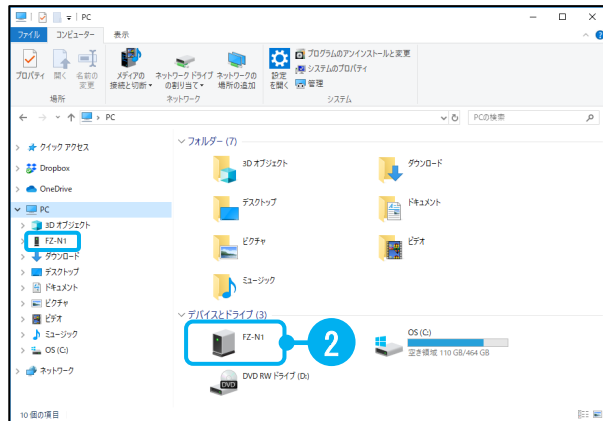 PC
ファイル コンピューター 表示
プロパティ 開く 名前の変更 メディアの接続と切断 ネットワーク ドライブの割り当て ネットワークの場所の追加 設定を開く プログラムのアンインストールと変更
システムのプロパティ
管理
場所 ネットワーク システム
PC PCの検索
クイック アクセス
Dropbox
OneDrive
PC
3D オブジェクト
FZ-N1
ダウンロード
デスクトップ
ドキュメント
ピクチャ
ビデオ
ミュージック
OS (C:)
ネットワーク
フォルダー (7)
3D オブジェクト ダウンロード
デスクトップ ドキュメント
ピクチャ ビデオ
ミュージック
デバイスとドライブ (3)
FZ-N1 2 OS (C:)
空き領域 110 GB/464 GB
DVD DVD RW ドライブ (D:)
10 個の項目